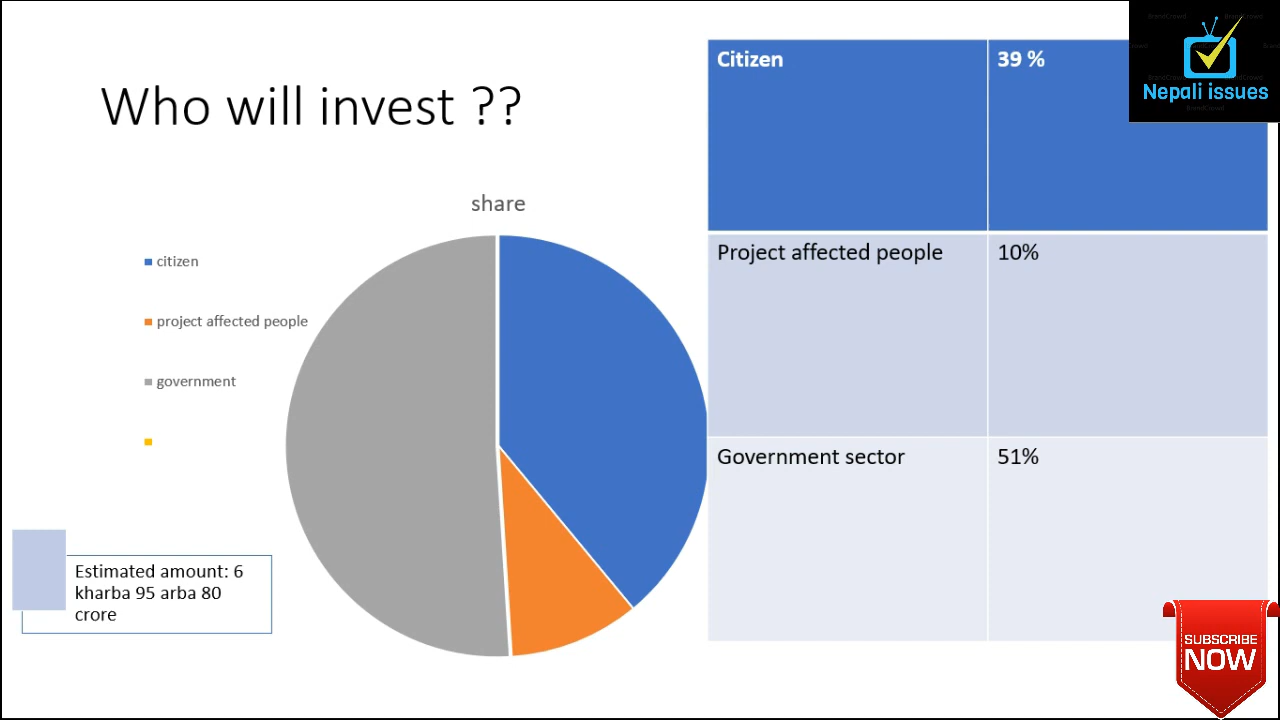 Who will invest ??
share
citizen
project affected people
government
Estimated amount: 6
kharba 95 arba 80
crore
Citizen 39 %
Project affected people 10%
Government sector 51%
Nepali issues
SUBSCRIBE
NOW